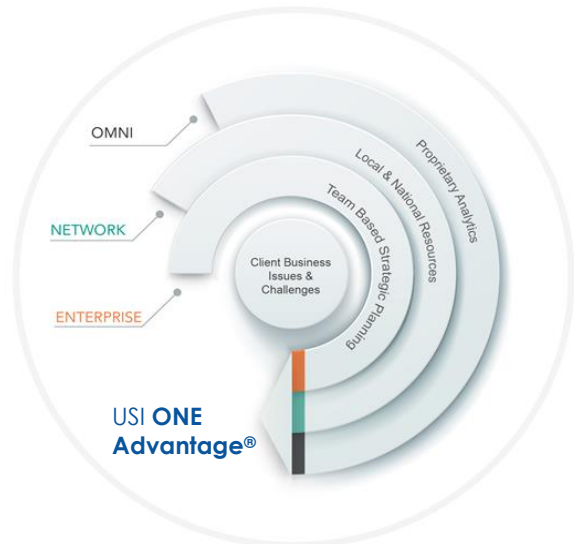 OMNI
NETWORK
ENTERPRISE
Proprietary Analytics
Local & National Resources
Team Based Strategic Planning
Client Business
Issues &
Challenges
USI ONE
Advantage®